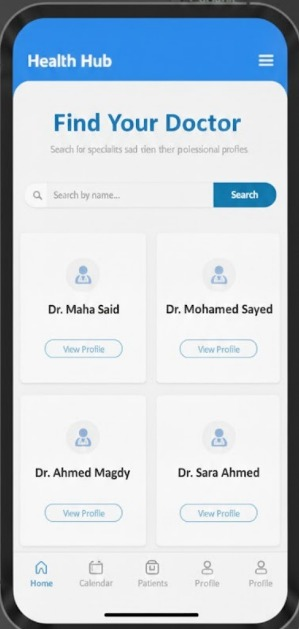 Health Hub
Find Your Doctor
Search for specialits sad rien ther poiessional profles
Search by name...
Search
Dr. Maha Said
Dr. Mohamed Sayed
View Profile
View Profile
Dr. Ahmed Magdy
Dr. Sara Ahmed
View Profile
View Profile
Home
Calendar
Patients
Profile
Profile